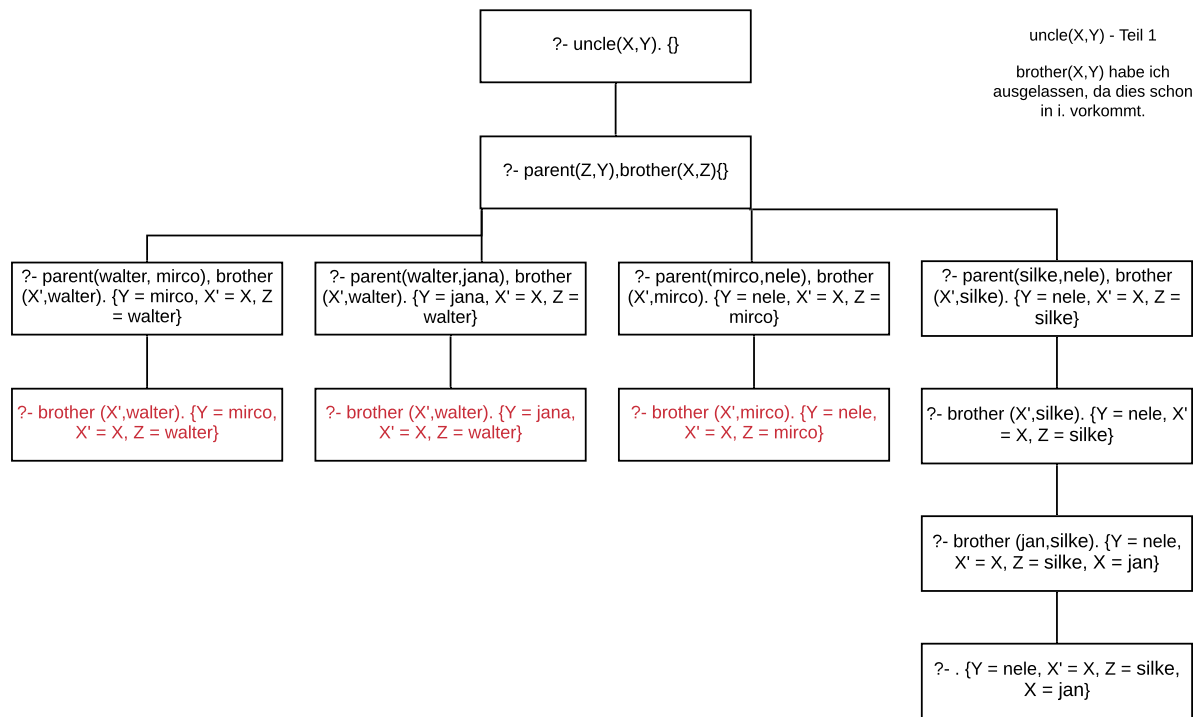 ?- uncle(X,Y). {}
uncle(X,Y) - Teil 1
brother(X,Y) habe ich
ausgelassen, da dies schon
in i. vorkommt.
?- parent(Z,Y),brother(X,Z){}
?- parent(walter, mirco), brother
(X',walter). {Y = mirco, X' = X, Z
= walter}
?- parent(walter,jana), brother
(X',walter). {Y = jana, X' = X, Z =
walter}
?- parent(mirco,nele), brother
(X',mirco). {Y = nele, X' = X, Z =
mirco}
?- parent(silke,nele), brother
(X',silke). {Y = nele, X' = X, Z =
silke}
?- brother (X',walter). {Y = mirco,
X' = X, Z = walter}
?- brother (X',walter). {Y = jana,
X' = X, Z = walter}
?- brother (X',mirco). {Y = nele,
X' = X, Z = mirco}
?- brother (X',silke). {Y = nele, X'
= X, Z = silke}
?- brother (jan,silke). {Y = nele,
X' = X, Z = silke, X = jan}
?- . {Y = nele, X' = X, Z = silke,
X = jan}